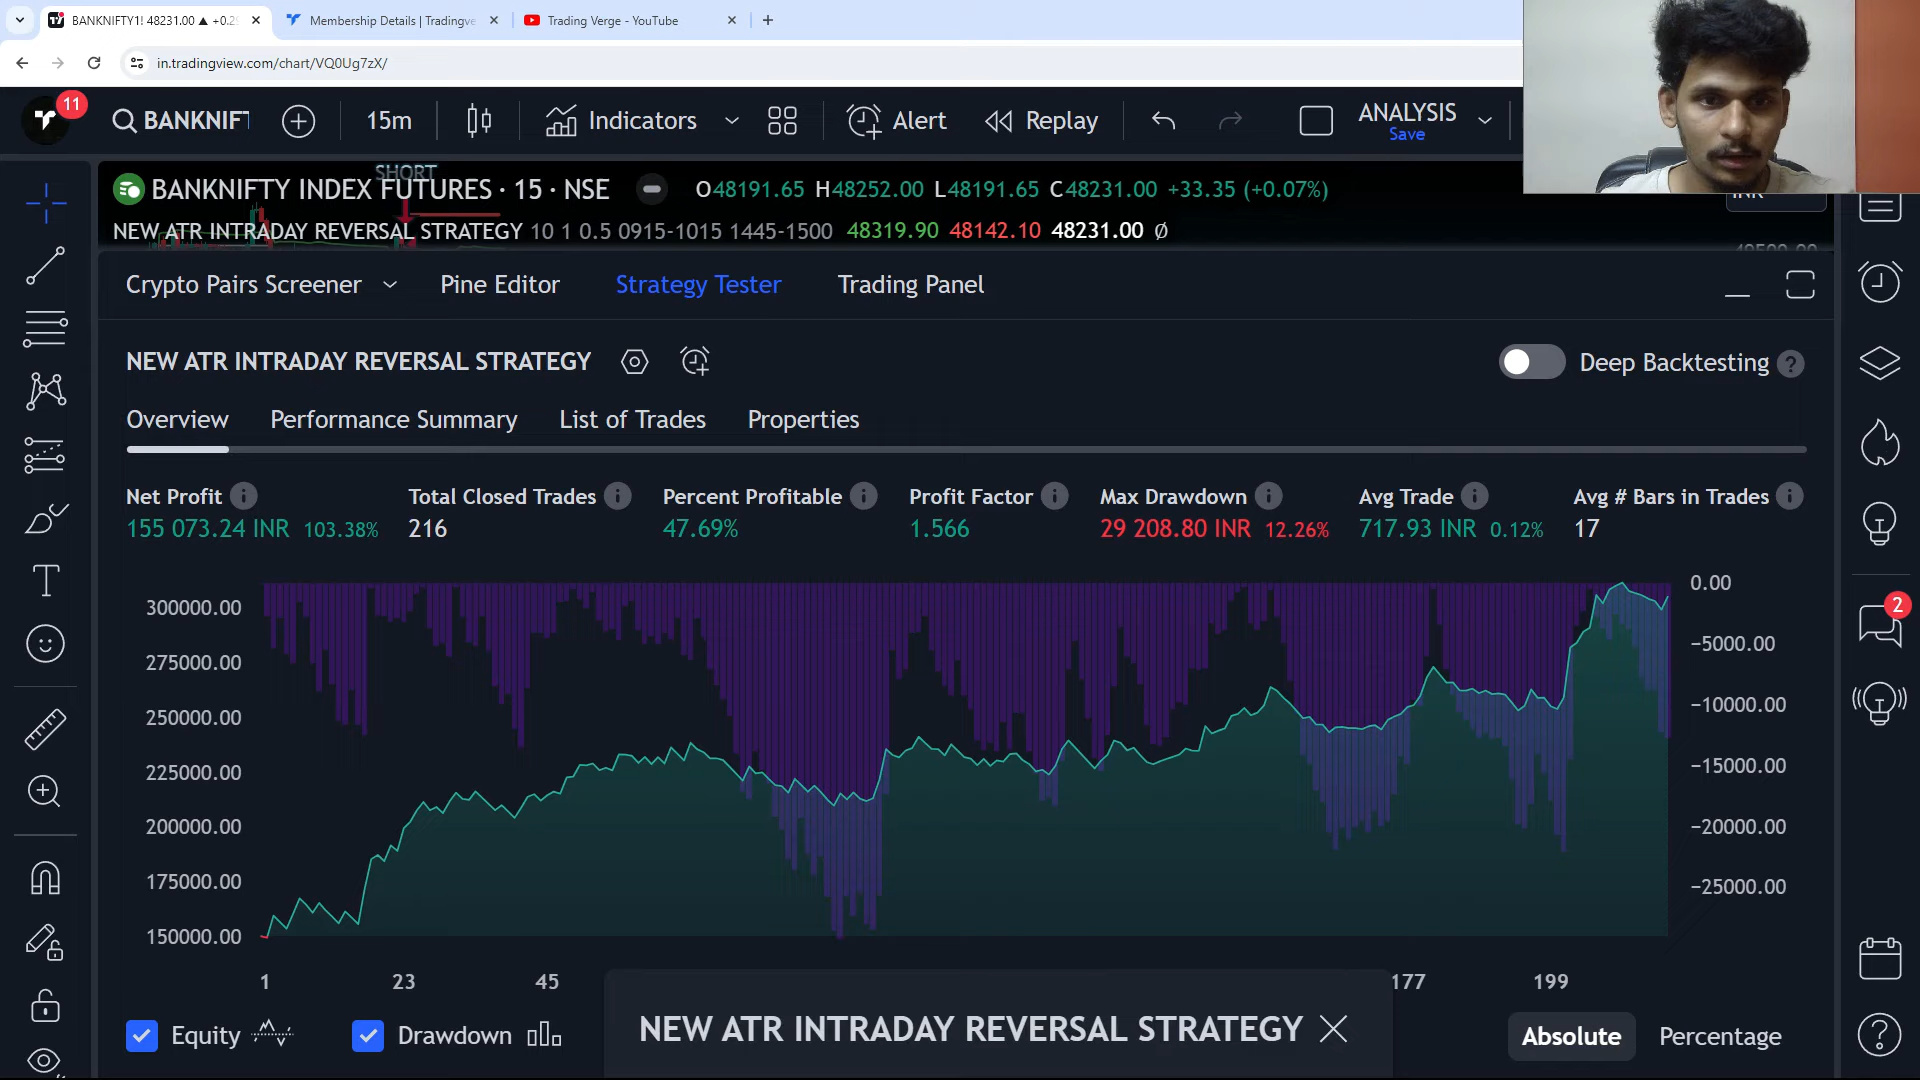 BANKNIFTY1! 48231.00 ▲ +0.2
Membership Details | Tradingve
Trading Verge - YouTube
in.tradingview.com/chart/VQ0Ug7zX/
11
BANKNIFT
15m
Indicators
Alert
Replay
ANALYSIS
Save
SHORT
BANKNIFTY INDEX FUTURES · 15 · NSE
O48191.65 H48252.00 L48191.65 C48231.00 +33.35 (+0.07%)
INR
NEW ATR INTRADAY REVERSAL STRATEGY 10 1 0.5 0915-1015 1445-1500 48319.90 48142.10 48231.00 Ø
Crypto Pairs Screener
Pine Editor
Strategy Tester
Trading Panel
NEW ATR INTRADAY REVERSAL STRATEGY
Deep Backtesting ?
Overview
Performance Summary
List of Trades
Properties
Net Profit
Total Closed Trades
Percent Profitable
Profit Factor
Max Drawdown
Avg Trade
Avg # Bars in Trades
155 073.24 INR 103.38%
216
47.69%
1.566
29 208.80 INR 12.26%
717.93 INR 0.12%
17
300000.00
275000.00
250000.00
225000.00
200000.00
175000.00
150000.00
0.00
−5000.00
−10000.00
−15000.00
−20000.00
−25000.00
2
1
23
45
177
199
Equity
Drawdown
NEW ATR INTRADAY REVERSAL STRATEGY
Absolute
Percentage